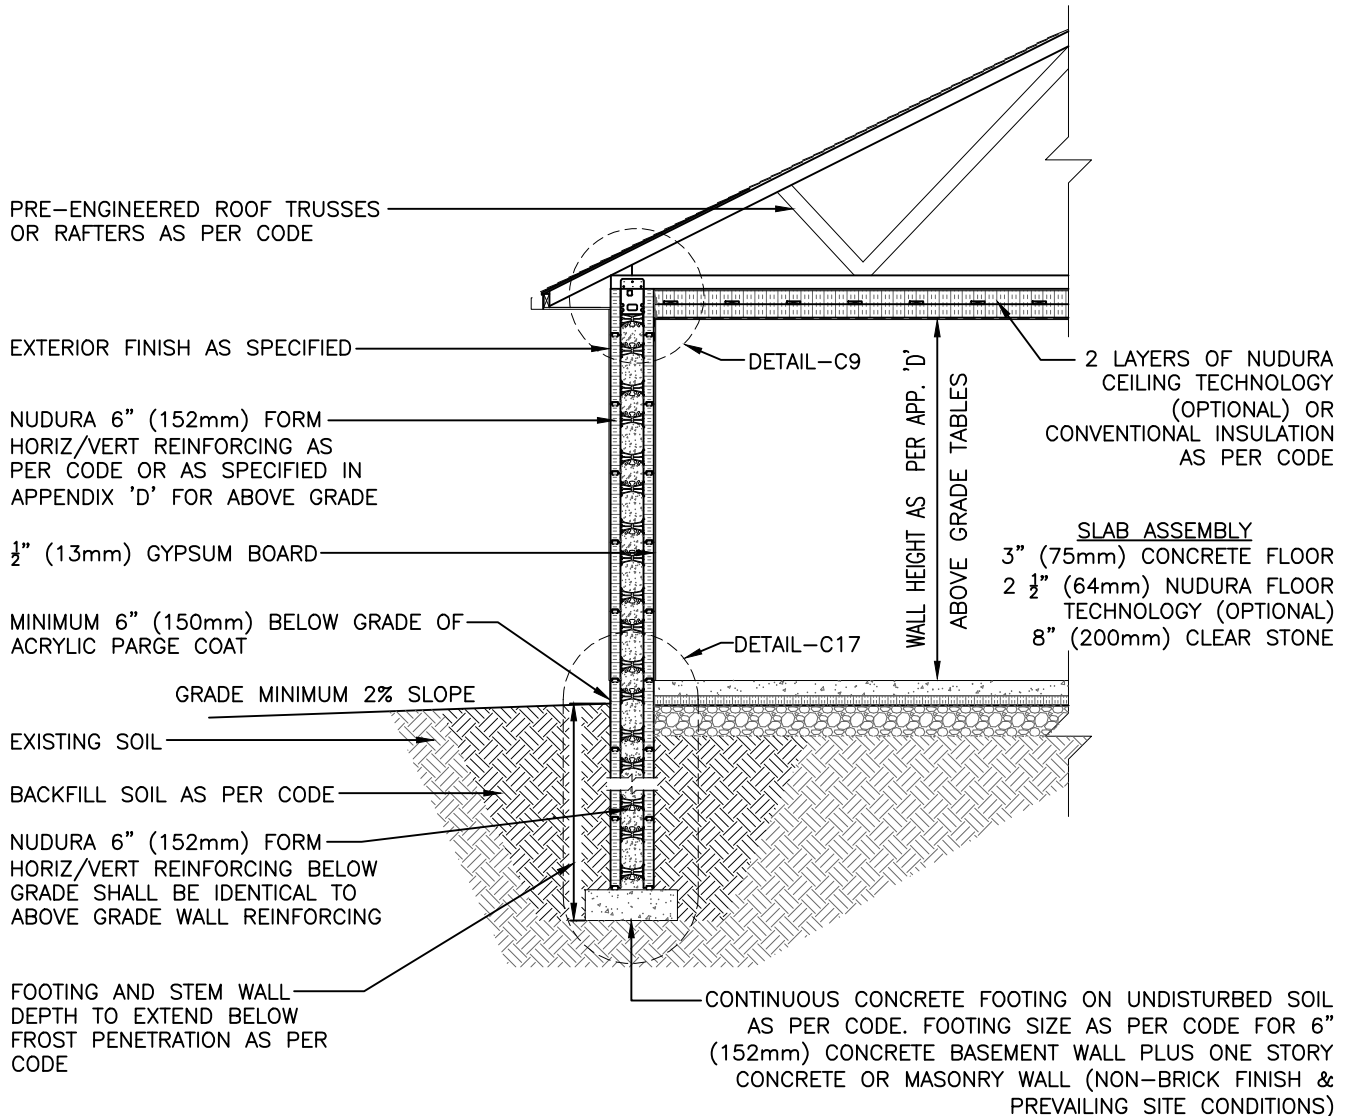 PRE-ENGINEERED ROOF TRUSSES
OR RAFTERS AS PER CODE
EXTERIOR FINISH AS SPECIFIED
NUDURA 6" (152mm) FORM
HORIZ/VERT REINFORCING AS
PER CODE OR AS SPECIFIED IN
APPENDIX 'D' FOR ABOVE GRADE
½" (13mm) GYPSUM BOARD
MINIMUM 6" (150mm) BELOW GRADE OF
ACRYLIC PARGE COAT
GRADE MINIMUM 2% SLOPE
EXISTING SOIL
BACKFILL SOIL AS PER CODE
NUDURA 6" (152mm) FORM
HORIZ/VERT REINFORCING BELOW
GRADE SHALL BE IDENTICAL TO
ABOVE GRADE WALL REINFORCING
FOOTING AND STEM WALL
DEPTH TO EXTEND BELOW
FROST PENETRATION AS PER
CODE
DETAIL-C9
DETAIL-C17
WALL HEIGHT AS PER APP. 'D'
ABOVE GRADE TABLES
2 LAYERS OF NUDURA
CEILING TECHNOLOGY
(OPTIONAL) OR
CONVENTIONAL INSULATION
AS PER CODE
SLAB ASSEMBLY
3" (75mm) CONCRETE FLOOR
2 ½" (64mm) NUDURA FLOOR
TECHNOLOGY (OPTIONAL)
8" (200mm) CLEAR STONE
CONTINUOUS CONCRETE FOOTING ON UNDISTURBED SOIL
AS PER CODE. FOOTING SIZE AS PER CODE FOR 6"
(152mm) CONCRETE BASEMENT WALL PLUS ONE STORY
CONCRETE OR MASONRY WALL (NON-BRICK FINISH &
PREVAILING SITE CONDITIONS)